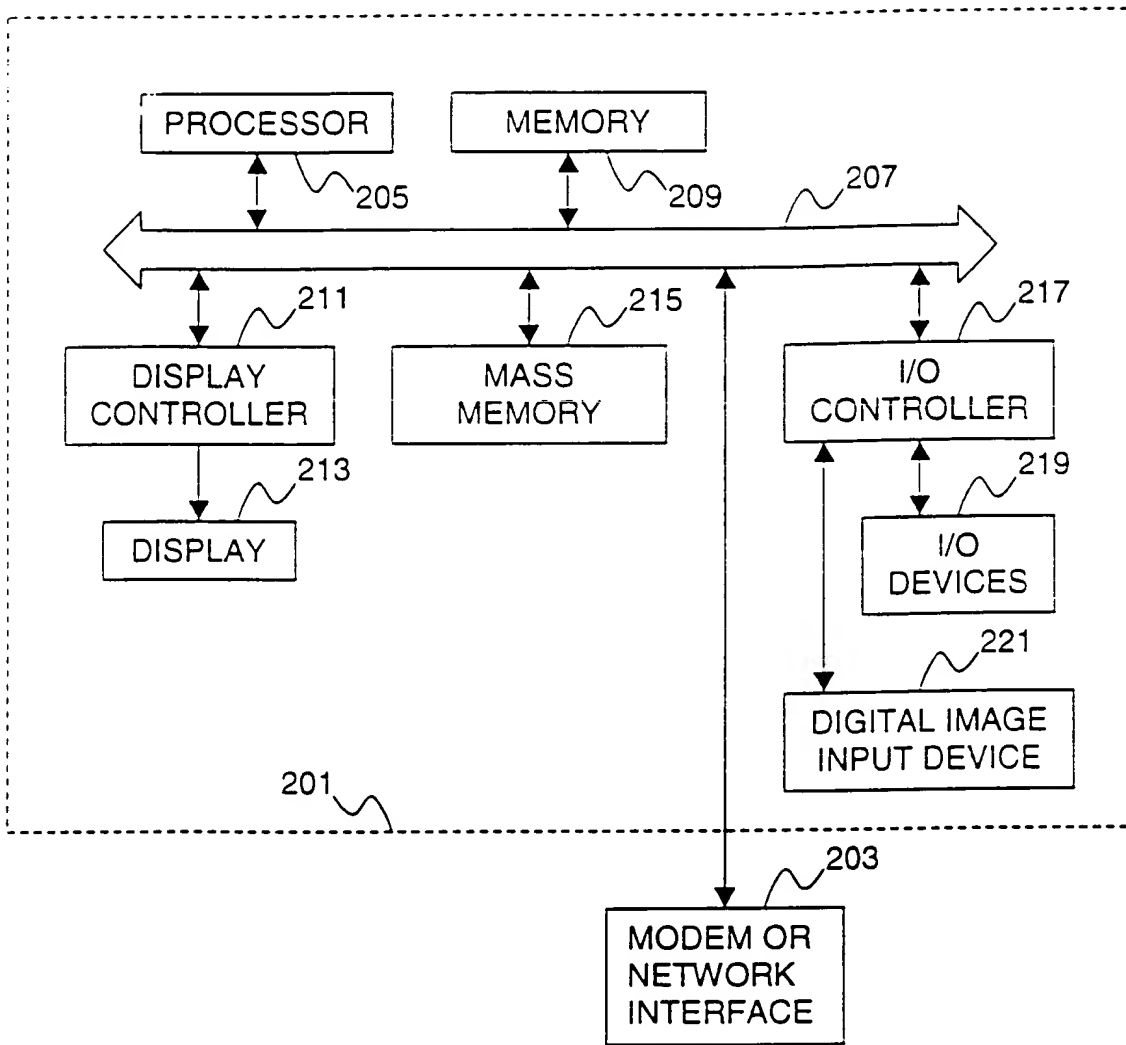 PROCESSOR
205
MEMORY
209
207
211
DISPLAY
CONTROLLER
215
MASS
MEMORY
217
I/O
CONTROLLER
213
DISPLAY
219
I/O
DEVICES
221
DIGITAL IMAGE
INPUT DEVICE
201
203
MODEM OR
NETWORK
INTERFACE